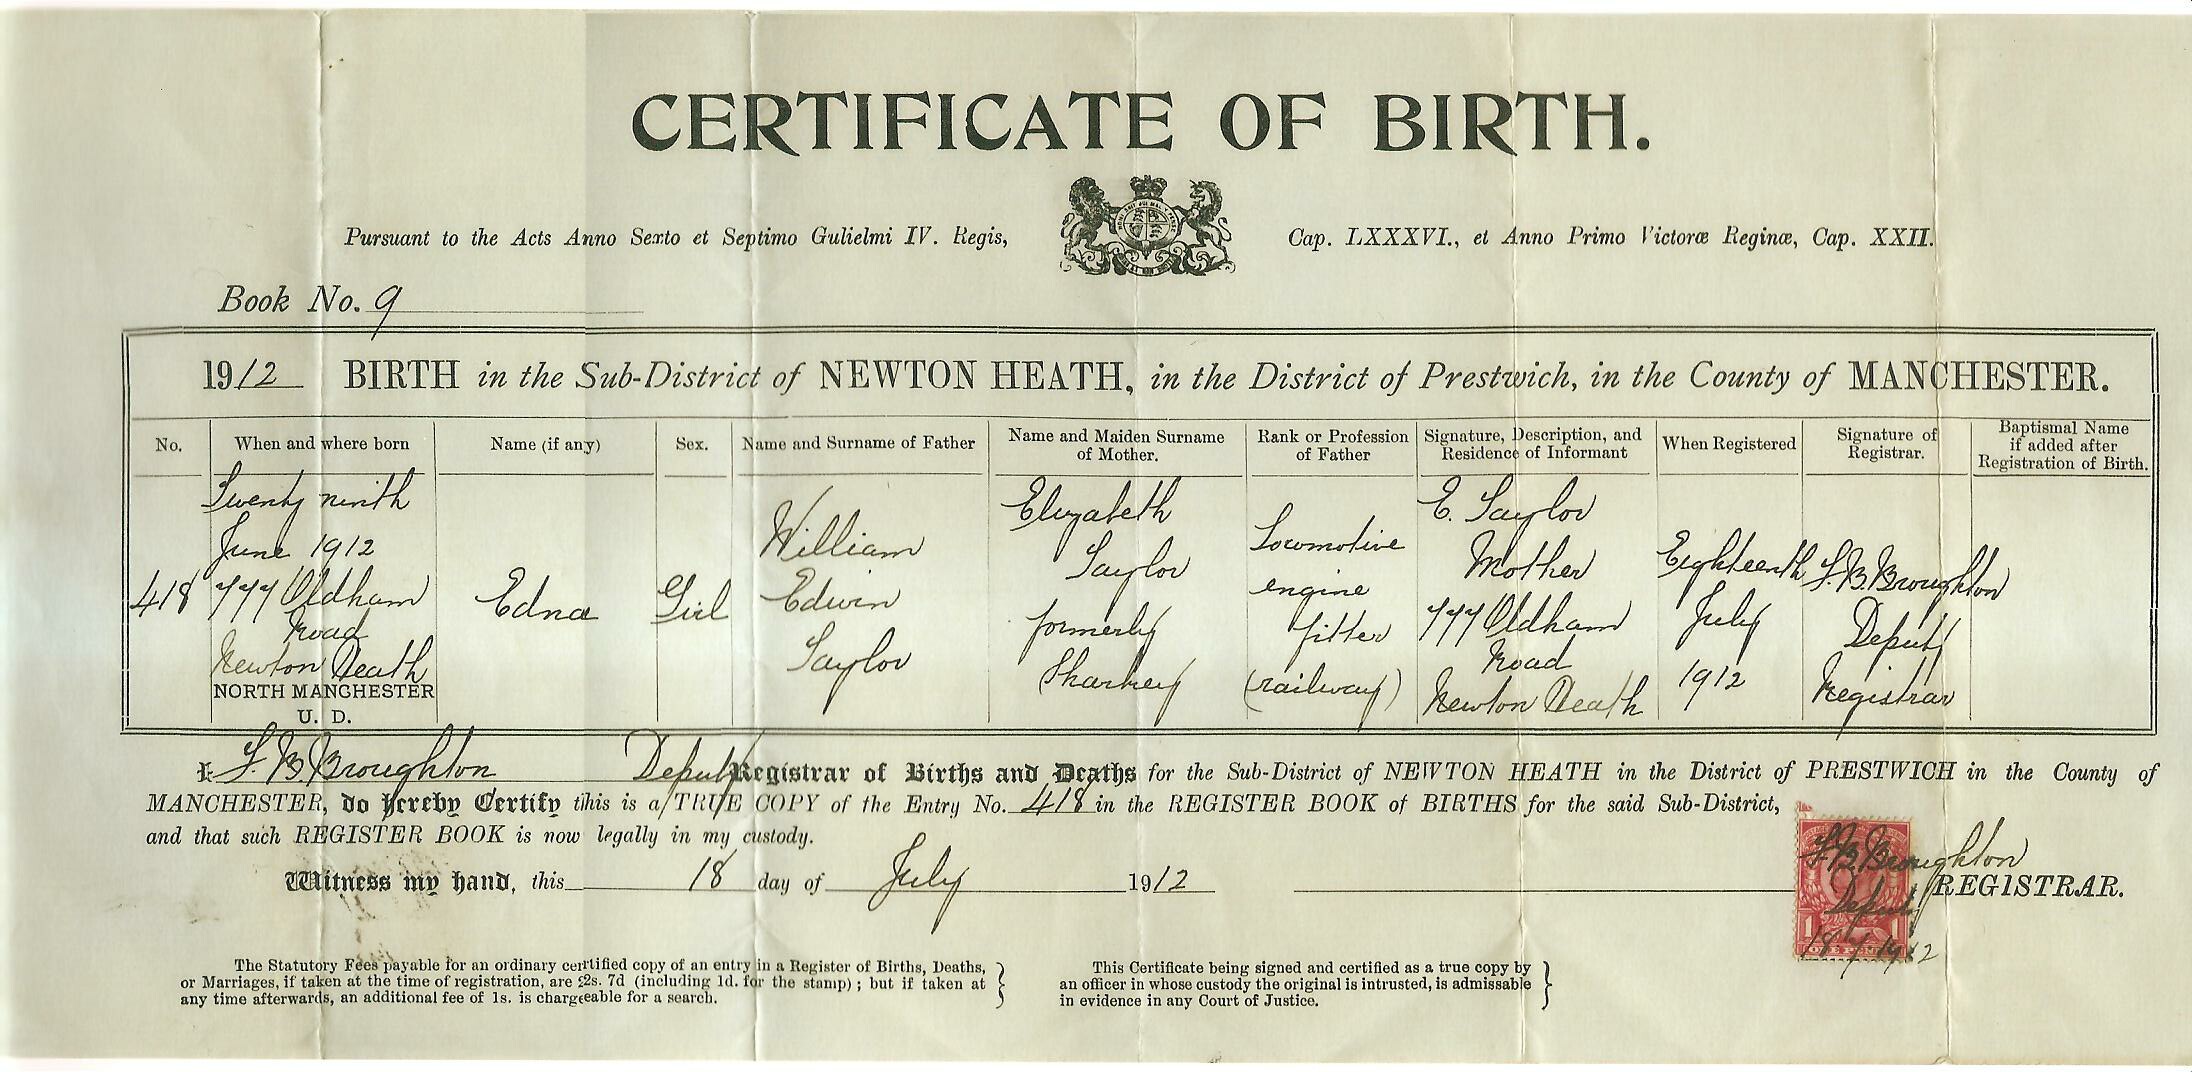 CERTIFICATE OF BIRTH.
Pursuant to the Acts Anno Sexto et Septimo Gulielmi IV. Regis, Cap. LXXXVI., et Anno Primo Victoræ Reginæ, Cap. XXII.
Book No. 9
1912 BIRTH in the Sub-District of NEWTON HEATH, in the District of Prestwich, in the County of MANCHESTER.
No.
When and where born
Name (if any)
Sex.
Name and Surname of Father
Name and Maiden Surname
of Mother.
Rank or Profession
of Father
Signature, Description, and
Residence of Informant
When Registered
Signature of
Registrar.
Baptismal Name
if added after
Registration of Birth.
418
Twenty ninth
June 1912
777 Oldham
Road
Newton Heath
NORTH MANCHESTER
U. D.
Edna
Girl
William
Edwin
Taylor
Elizabeth
Taylor
formerly
Sharkey
Locomotive
engine
fitter
(railway)
E. Taylor
Mother
777 Oldham
Road
Newton Heath
Eighteenth
July
1912
F. B. Broughton
Deputy
Registrar
I, F. B. Broughton Deputy Registrar of Births and Deaths for the Sub-District of NEWTON HEATH in the District of PRESTWICH in the County of
MANCHESTER, do hereby Certify this is a TRUE COPY of the Entry No. 418 in the REGISTER BOOK of BIRTHS for the said Sub-District,
and that such REGISTER BOOK is now legally in my custody.
Witness my hand, this 18 day of July 1912
F. B. Broughton
REGISTRAR.
Deputy
1 1
ONE PENNY
18.7.1912
The Statutory Fees payable for an ordinary certified copy of an entry in a Register of Births, Deaths,
or Marriages, if taken at the time of registration, are 2s. 7d (including 1d. for the stamp) ; but if taken at
any time afterwards, an additional fee of 1s. is chargeable for a search.
This Certificate being signed and certified as a true copy by
an officer in whose custody the original is intrusted, is admissable
in evidence in any Court of Justice.